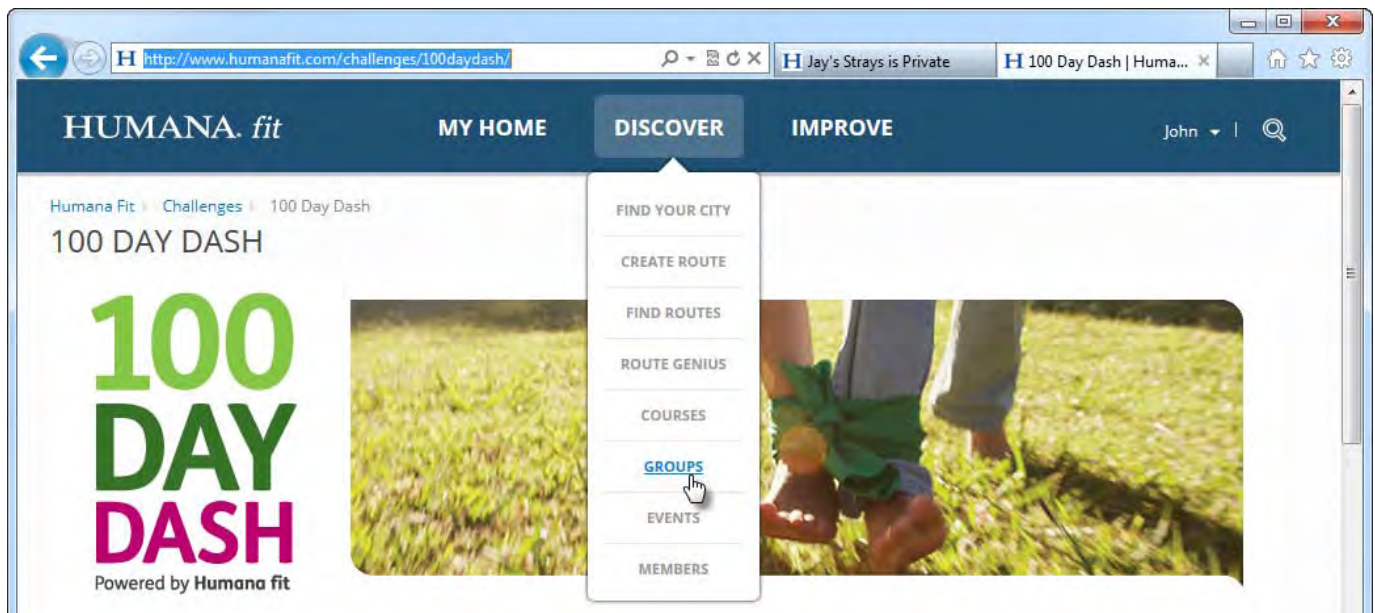 H http://www.humanafit.com/challenges/100daydash/
H Jay's Strays is Private
H 100 Day Dash | Huma...
HUMANA. fit
MY HOME
DISCOVER
IMPROVE
John
Humana Fit
Challenges
100 Day Dash
100 DAY DASH
100
DAY
DASH
Powered by Humana fit
FIND YOUR CITY
CREATE ROUTE
FIND ROUTES
ROUTE GENIUS
COURSES
GROUPS
EVENTS
MEMBERS